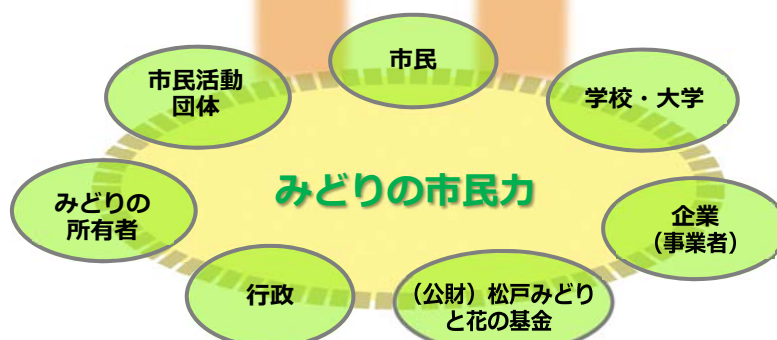 市民
市民活動
団体
学校・大学
みどりの市民力
みどりの
所有者
企業
（事業者）
行政
（公財）松戸みどり
と花の基金